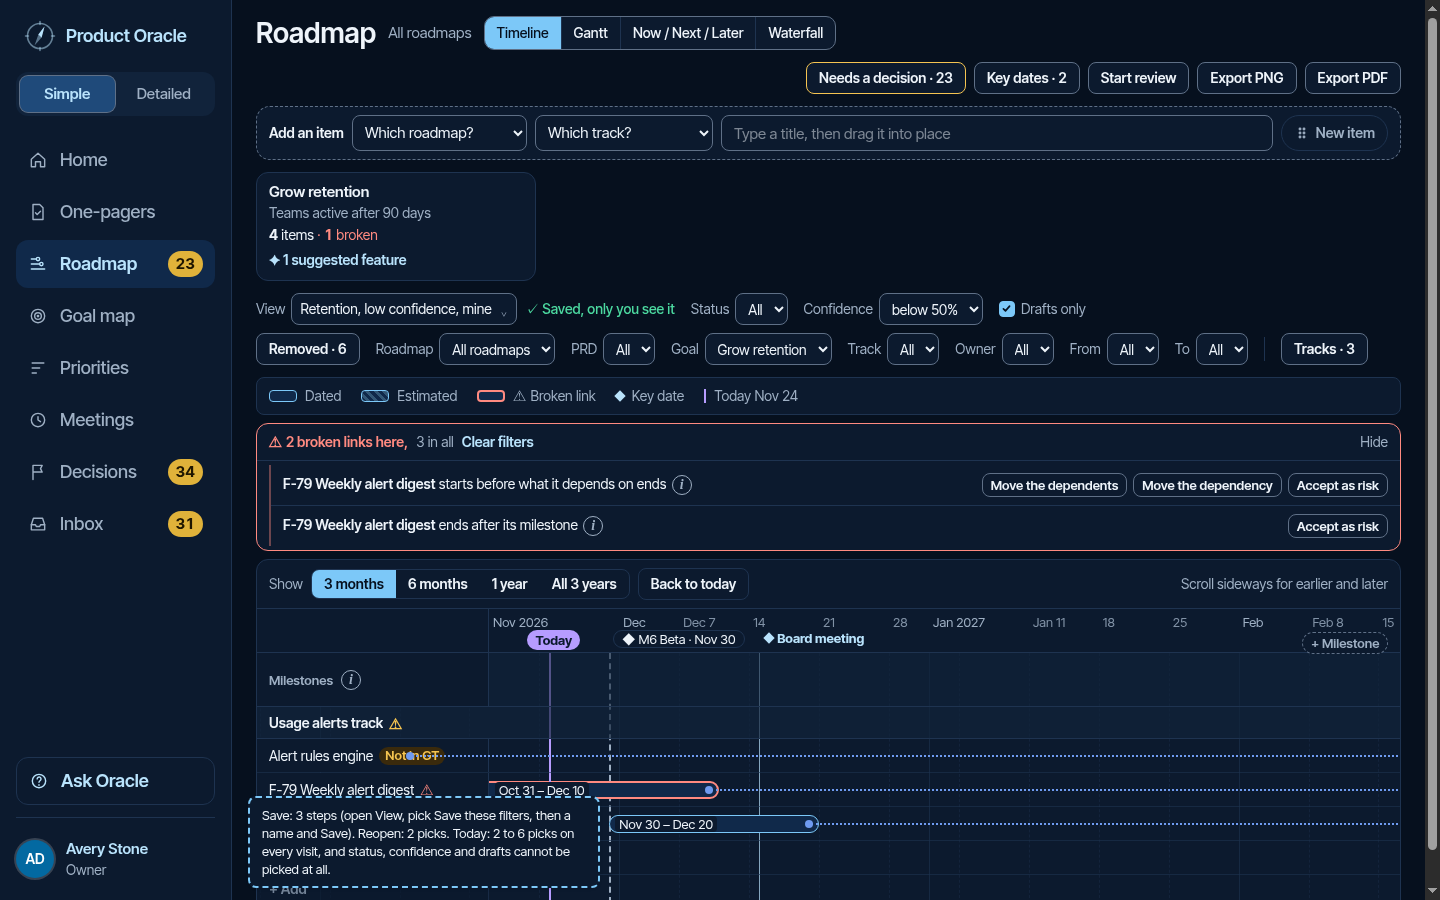 Product Oracle
Simple
Detailed
Home
One-pagers
Roadmap 23
Goal map
Priorities
Meetings
Decisions 34
Inbox 31
Ask Oracle
AD
Avery Stone
Owner
Roadmap All roadmaps Timeline Gantt Now / Next / Later Waterfall
Needs a decision · 23 Key dates · 2 Start review Export PNG Export PDF
Add an item Which roadmap? Which track? Type a title, then drag it into place New item
Grow retention
Teams active after 90 days
4 items · 1 broken
✦ 1 suggested feature
View Retention, low confidence, mine ✓ Saved, only you see it Status All Confidence below 50% Drafts only
Removed · 6 Roadmap All roadmaps PRD All Goal Grow retention Track All Owner All From All To All Tracks · 3
Dated Estimated ⚠ Broken link ◆ Key date Today Nov 24
⚠ 2 broken links here, 3 in all Clear filters Hide
F-79 Weekly alert digest starts before what it depends on ends i Move the dependents Move the dependency Accept as risk
F-79 Weekly alert digest ends after its milestone i Accept as risk
Show 3 months 6 months 1 year All 3 years Back to today Scroll sideways for earlier and later
Nov 2026 Dec Dec 7 14 21 28 Jan 2027 Jan 11 18 25 Feb Feb 8 15
Today ◆ M6 Beta · Nov 30 ◆ Board meeting + Milestone
Milestones i
Usage alerts track ⚠
Alert rules engine
F-79 Weekly alert digest ⚠ Oct 31 – Dec 10
Nov 30 – Dec 20
Save: 3 steps (open View, pick Save these filters, then a
name and Save). Reopen: 2 picks. Today: 2 to 6 picks on
every visit, and status, confidence and drafts cannot be
picked at all.
+ Add